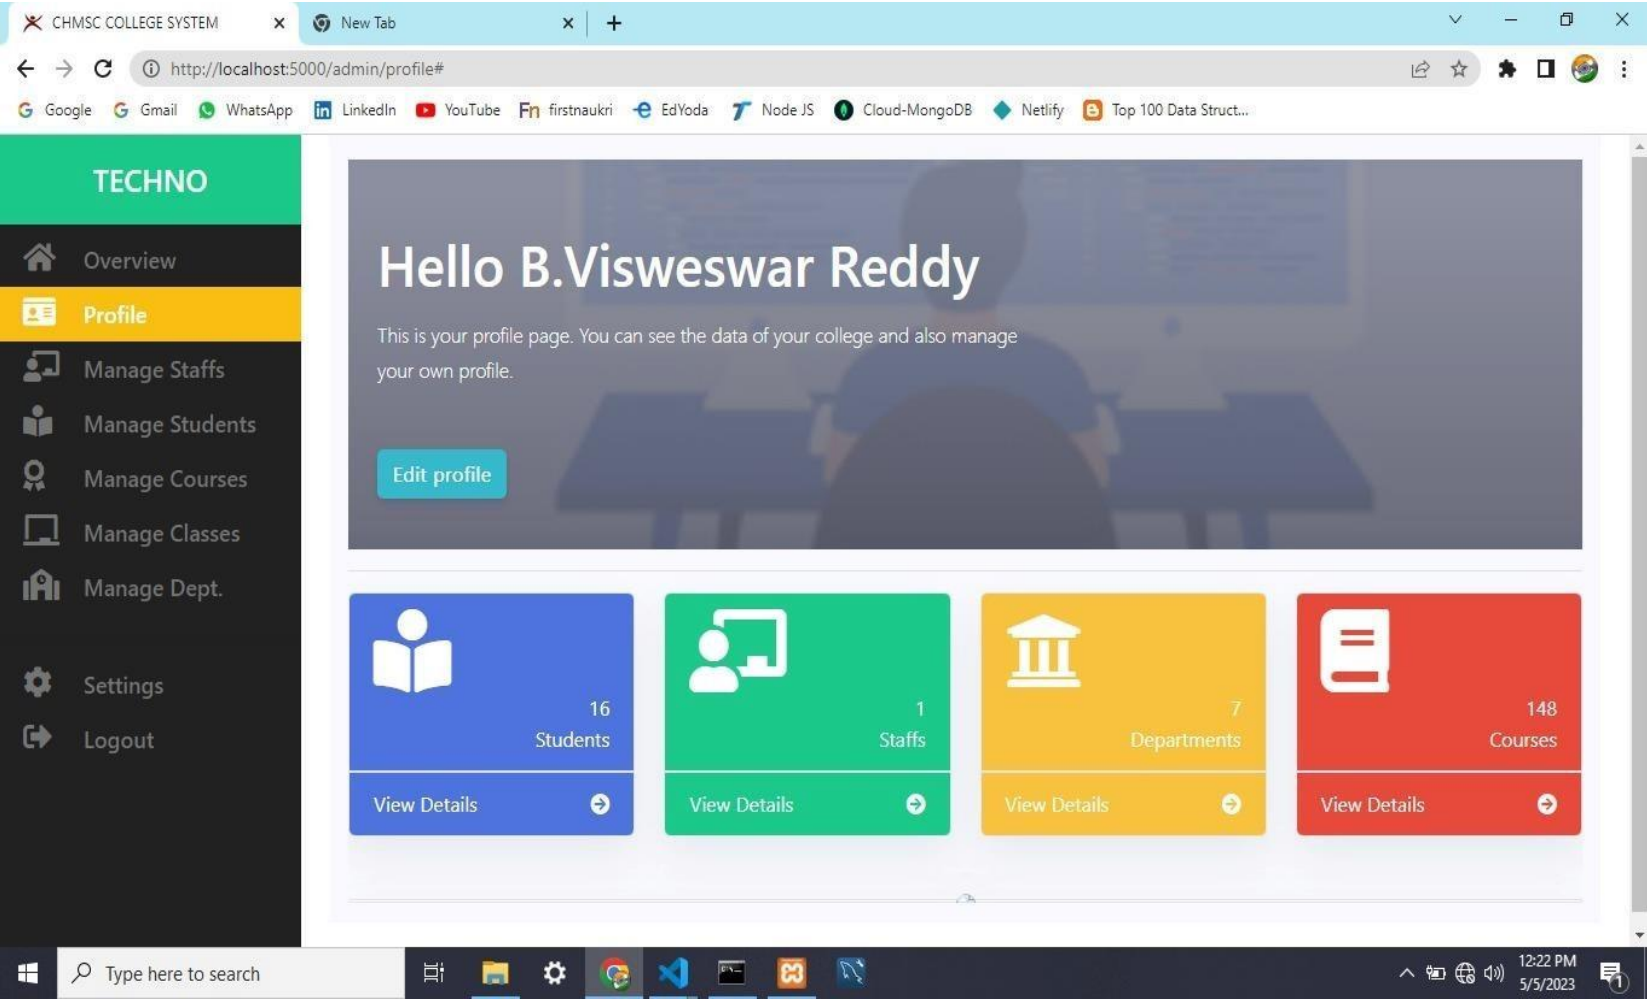 CHMSC COLLEGE SYSTEM
New Tab
http://localhost:5000/admin/profile#
Google Gmail WhatsApp LinkedIn YouTube Fn firstnaukri EdYoda Node JS Cloud-MongoDB Netlify Top 100 Data Struct...
TECHNO
Overview
Profile
Manage Staffs
Manage Students
Manage Courses
Manage Classes
Manage Dept.
Settings
Logout
Hello B.Visweswar Reddy
This is your profile page. You can see the data of your college and also manage
your own profile.
Edit profile
16
Students
View Details
1
Staffs
View Details
7
Departments
View Details
148
Courses
View Details
Type here to search
12:22 PM
5/5/2023
1